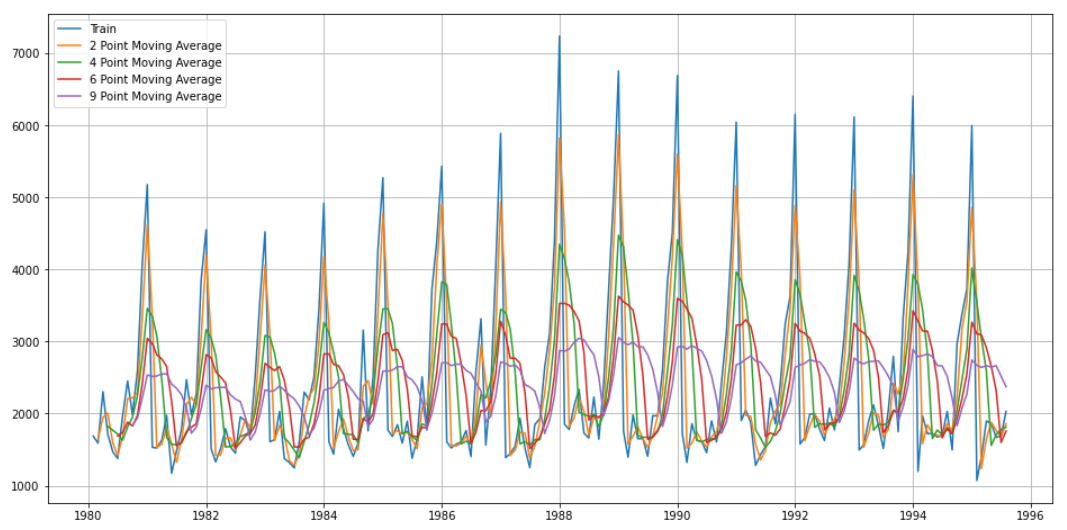 Train
2 Point Moving Average
4 Point Moving Average
6 Point Moving Average
9 Point Moving Average
7000
6000
5000
4000
3000
2000
1000
1980 1982 1984 1986 1988 1990 1992 1994 1996